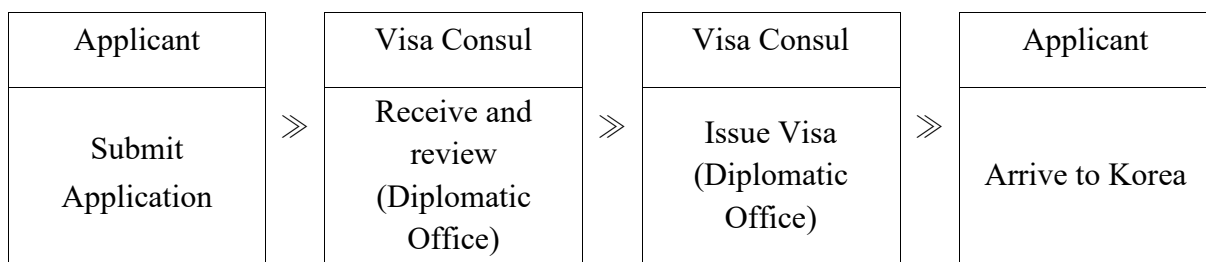 Applicant
Submit
Application
≫
Visa Consul
Receive and
review
(Diplomatic
Office)
≫
Visa Consul
Issue Visa
(Diplomatic
Office)
≫
Applicant
Arrive to Korea